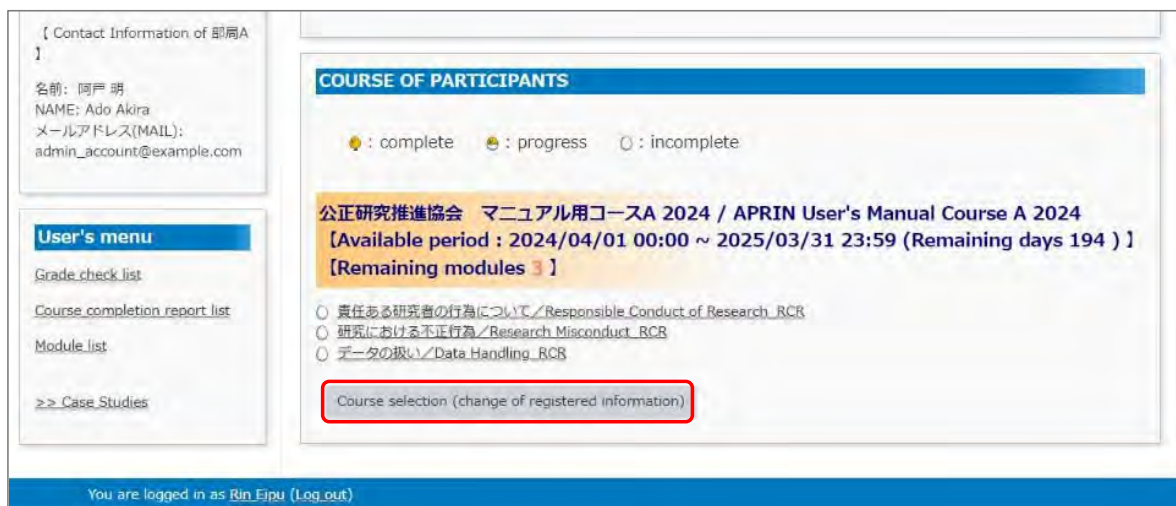 【 Contact Information of 部局A
】
名前: 阿戸 明
NAME: Ado Akira
メールアドレス(MAIL):
admin_account@example.com
User's menu
Grade check list
Course completion report list
Module list
>> Case Studies
COURSE OF PARTICIPANTS
: complete : progress : incomplete
公正研究推進協会 マニュアル用コースA 2024 / APRIN User's Manual Course A 2024
【Available period : 2024/04/01 00:00 ~ 2025/03/31 23:59 (Remaining days 194 ) 】
【Remaining modules 3 】
責任ある研究者の行為について／Responsible Conduct of Research_RCR
研究における不正行為／Research Misconduct_RCR
データの扱い／Data Handling_RCR
Course selection (change of registered information)
You are logged in as Rin Eipu (Log out)